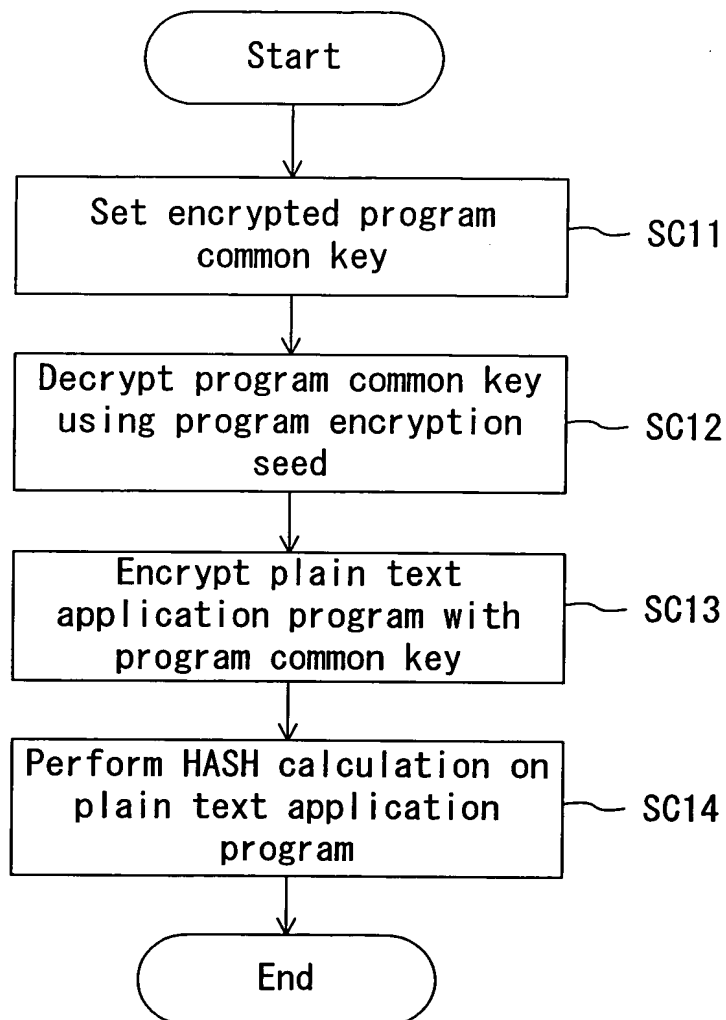 Start
Set encrypted program
common key
SC11
Decrypt program common key
using program encryption
seed
SC12
Encrypt plain text
application program with
program common key
SC13
Perform HASH calculation on
plain text application
program
SC14
End